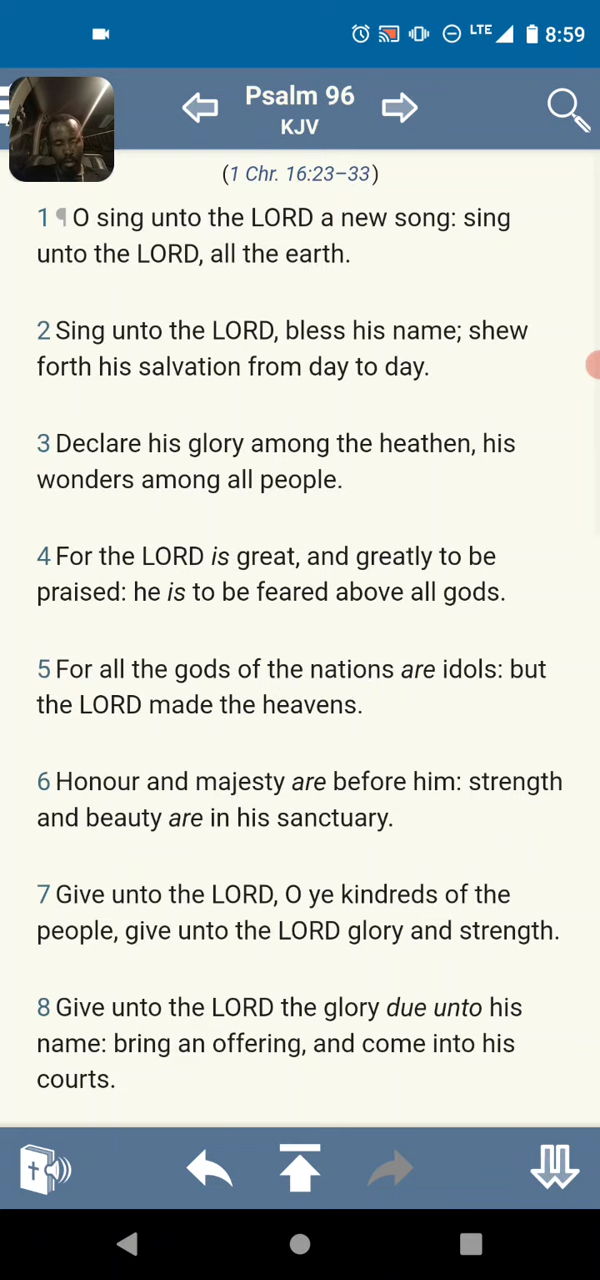 LTE 8:59
Psalm 96
KJV
(1 Chr. 16:23–33)
1 ¶ O sing unto the LORD a new song: sing
unto the LORD, all the earth.
2 Sing unto the LORD, bless his name; shew
forth his salvation from day to day.
3 Declare his glory among the heathen, his
wonders among all people.
4 For the LORD is great, and greatly to be
praised: he is to be feared above all gods.
5 For all the gods of the nations are idols: but
the LORD made the heavens.
6 Honour and majesty are before him: strength
and beauty are in his sanctuary.
7 Give unto the LORD, O ye kindreds of the
people, give unto the LORD glory and strength.
8 Give unto the LORD the glory due unto his
name: bring an offering, and come into his
courts.